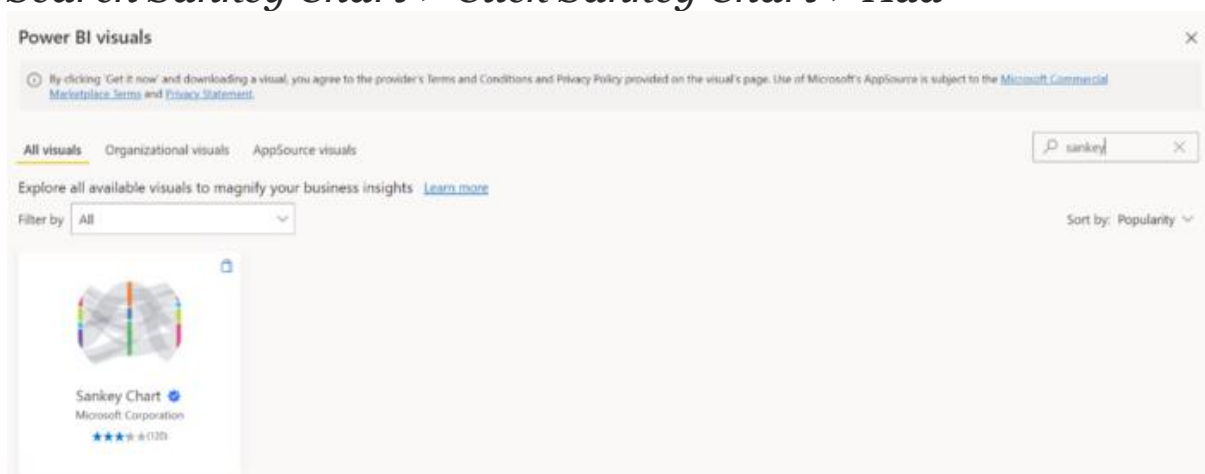 Search Sankey Chart > Click Sankey Chart > Add
Power BI visuals
By clicking 'Get it now' and downloading a visual, you agree to the provider's Terms and Conditions and Privacy Policy provided on the visual's page. Use of Microsoft's AppSource is subject to the Microsoft Commercial
Marketplace Terms and Privacy Statement.
All visuals Organizational visuals AppSource visuals sankey
Explore all available visuals to magnify your business insights Learn more
Filter by All Sort by: Popularity
Sankey Chart
Microsoft Corporation
(120)